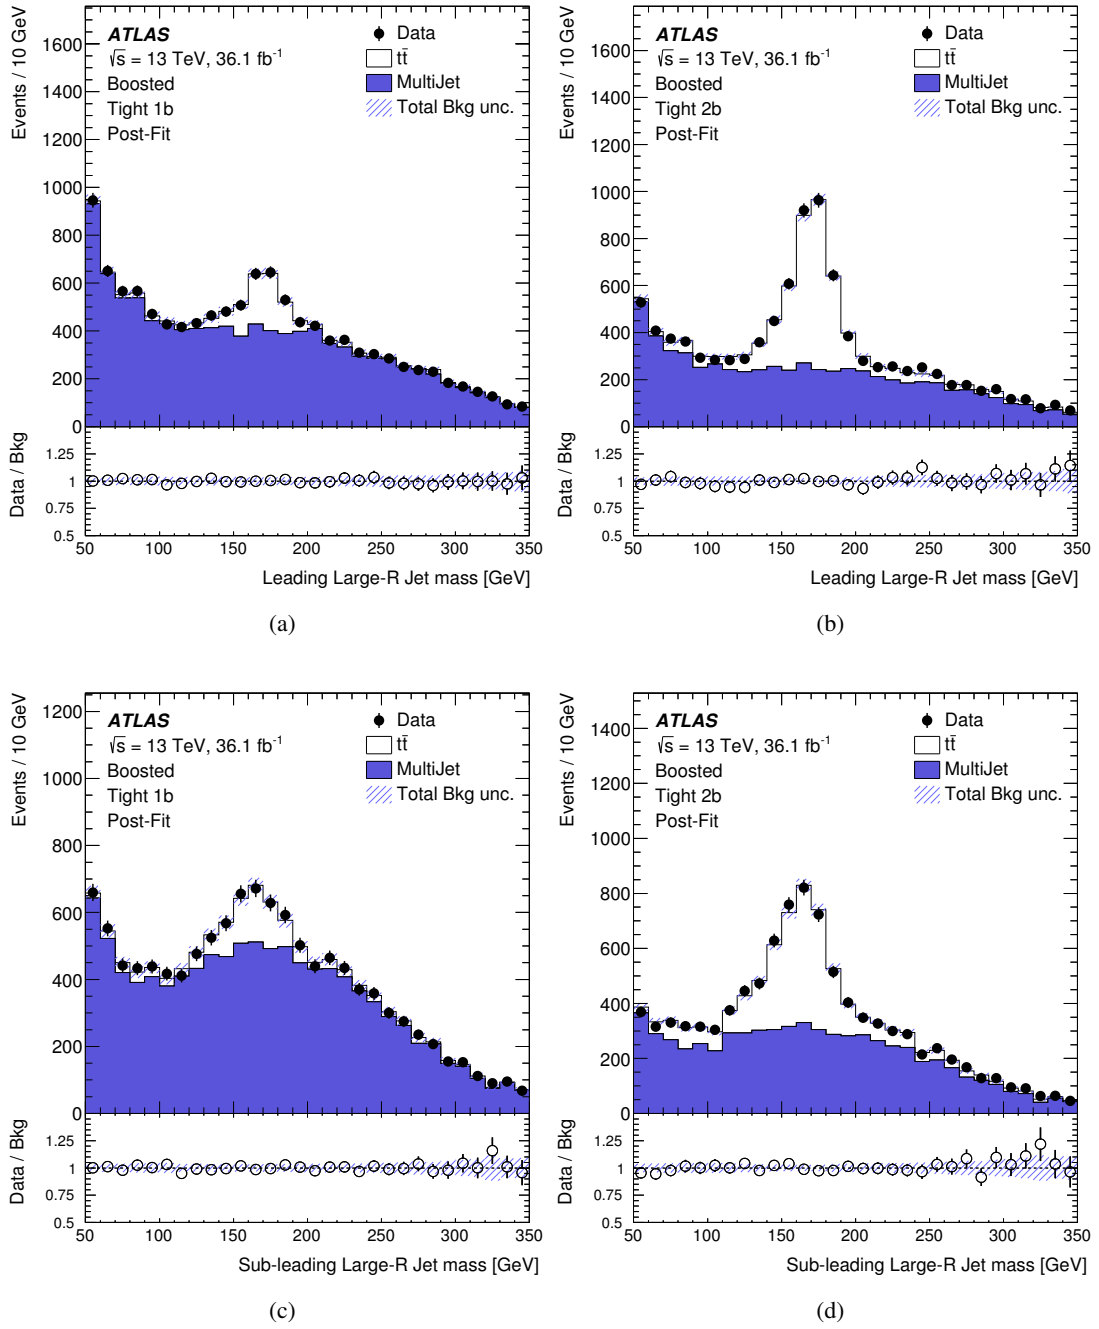 Events / 10 GeV
1600
1400
1200
1000
800
600
400
200
0
ATLAS
√s = 13 TeV, 36.1 fb⁻¹
Boosted
Tight 1b
Post-Fit
Data
tt̄
MultiJet
Total Bkg unc.
Data / Bkg
1.25
1
0.75
0.5
50 100 150 200 250 300 350
Leading Large-R Jet mass [GeV]
(a)
Events / 10 GeV
1600
1400
1200
1000
800
600
400
200
0
ATLAS
√s = 13 TeV, 36.1 fb⁻¹
Boosted
Tight 2b
Post-Fit
Data
tt̄
MultiJet
Total Bkg unc.
Data / Bkg
1.25
1
0.75
0.5
50 100 150 200 250 300 350
Leading Large-R Jet mass [GeV]
(b)
Events / 10 GeV
1200
1000
800
600
400
200
0
ATLAS
√s = 13 TeV, 36.1 fb⁻¹
Boosted
Tight 1b
Post-Fit
Data
tt̄
MultiJet
Total Bkg unc.
Data / Bkg
1.25
1
0.75
0.5
50 100 150 200 250 300 350
Sub-leading Large-R Jet mass [GeV]
(c)
Events / 10 GeV
1400
1200
1000
800
600
400
200
0
ATLAS
√s = 13 TeV, 36.1 fb⁻¹
Boosted
Tight 2b
Post-Fit
Data
tt̄
MultiJet
Total Bkg unc.
Data / Bkg
1.25
1
0.75
0.5
50 100 150 200 250 300 350
Sub-leading Large-R Jet mass [GeV]
(d)